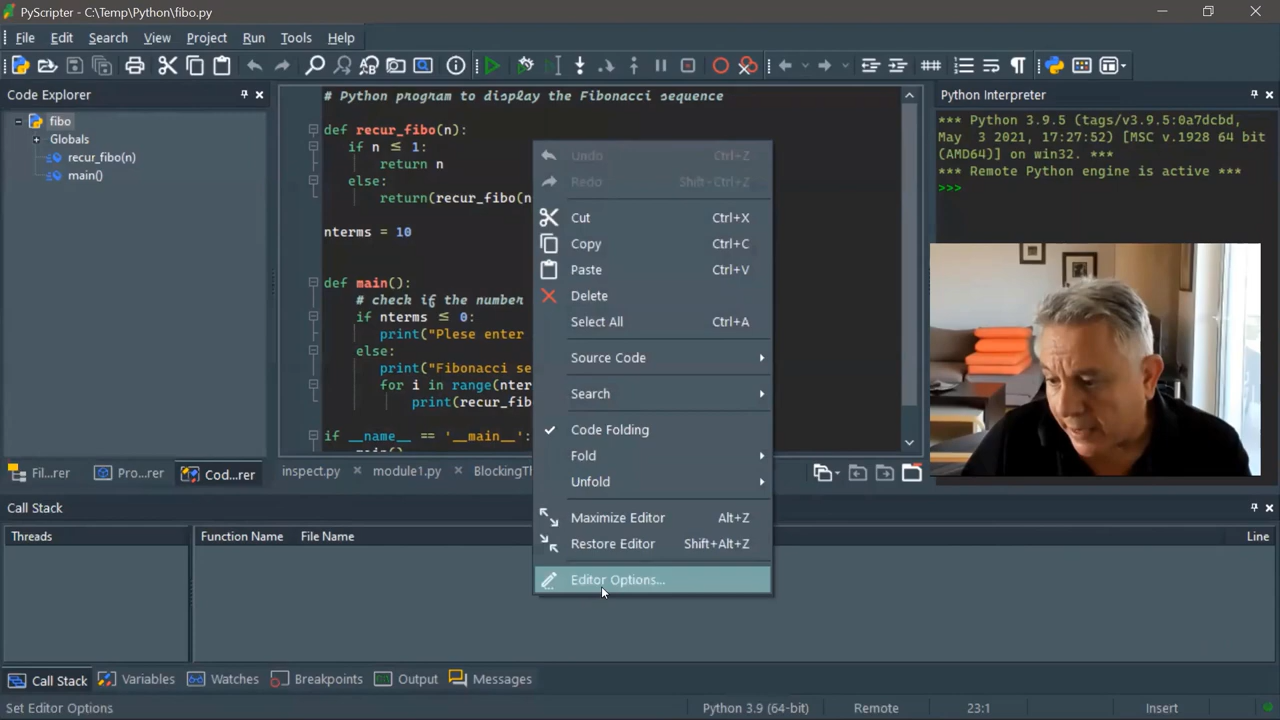 PyScripter - C:\Temp\Python\fibo.py
File Edit Search View Project Run Tools Help
Code Explorer
fibo
Globals
recur_fibo(n)
main()
# Python program to display the Fibonacci sequence
def recur_fibo(n):
if n ≤ 1:
return n
else:
return(recur_fibo(n
nterms = 10
def main():
# check if the number
if nterms ≤ 0:
print("Plese enter
else:
print("Fibonacci se
for i in range(nter
print(recur_fib
if __name__ == '__main__':
Undo Ctrl+Z
Redo Shift+Ctrl+Z
Cut Ctrl+X
Copy Ctrl+C
Paste Ctrl+V
Delete
Select All Ctrl+A
Source Code
Search
Code Folding
Fold
Unfold
Maximize Editor Alt+Z
Restore Editor Shift+Alt+Z
Editor Options...
Python Interpreter
*** Python 3.9.5 (tags/v3.9.5:0a7dcbd,
May 3 2021, 17:27:52) [MSC v.1928 64 bit
(AMD64)] on win32. ***
*** Remote Python engine is active ***
>>>
Fil...rer Pro...rer Cod...rer
inspect.py module1.py BlockingTh
Call Stack
Threads Function Name File Name Line
Call Stack Variables Watches Breakpoints Output Messages
Set Editor Options Python 3.9 (64-bit) Remote 23:1 Insert